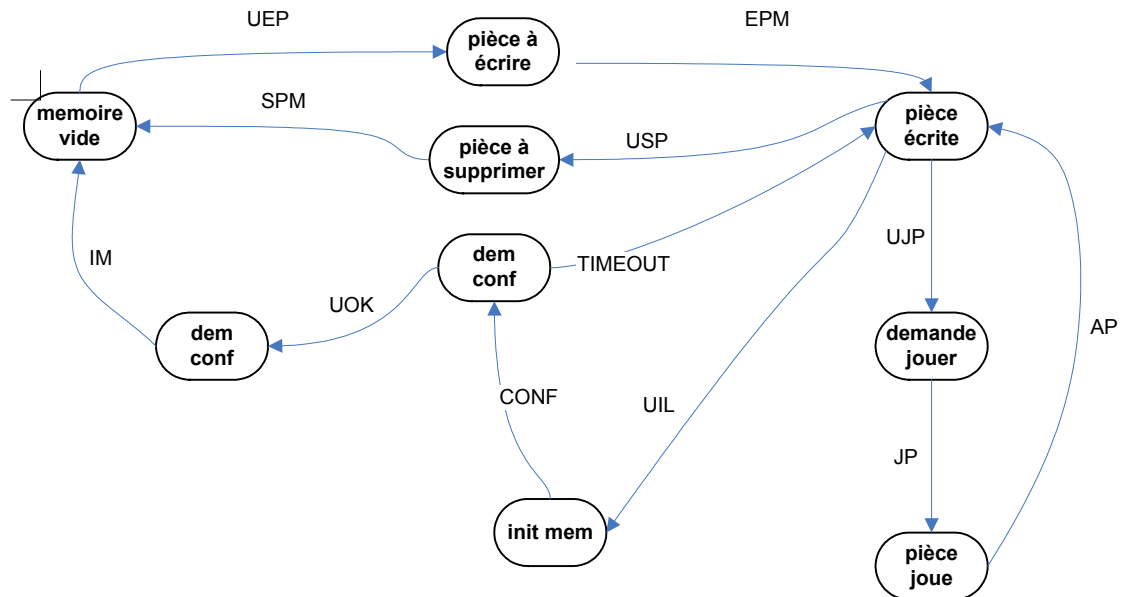 UEP
EPM
pièce à
écrire
memoire
vide
SPM
pièce
écrite
pièce à
supprimer
USP
UJP
IM
dem
conf
TIMEOUT
UOK
dem
conf
demande
jouer
AP
CONF
UIL
JP
init mem
pièce
joue